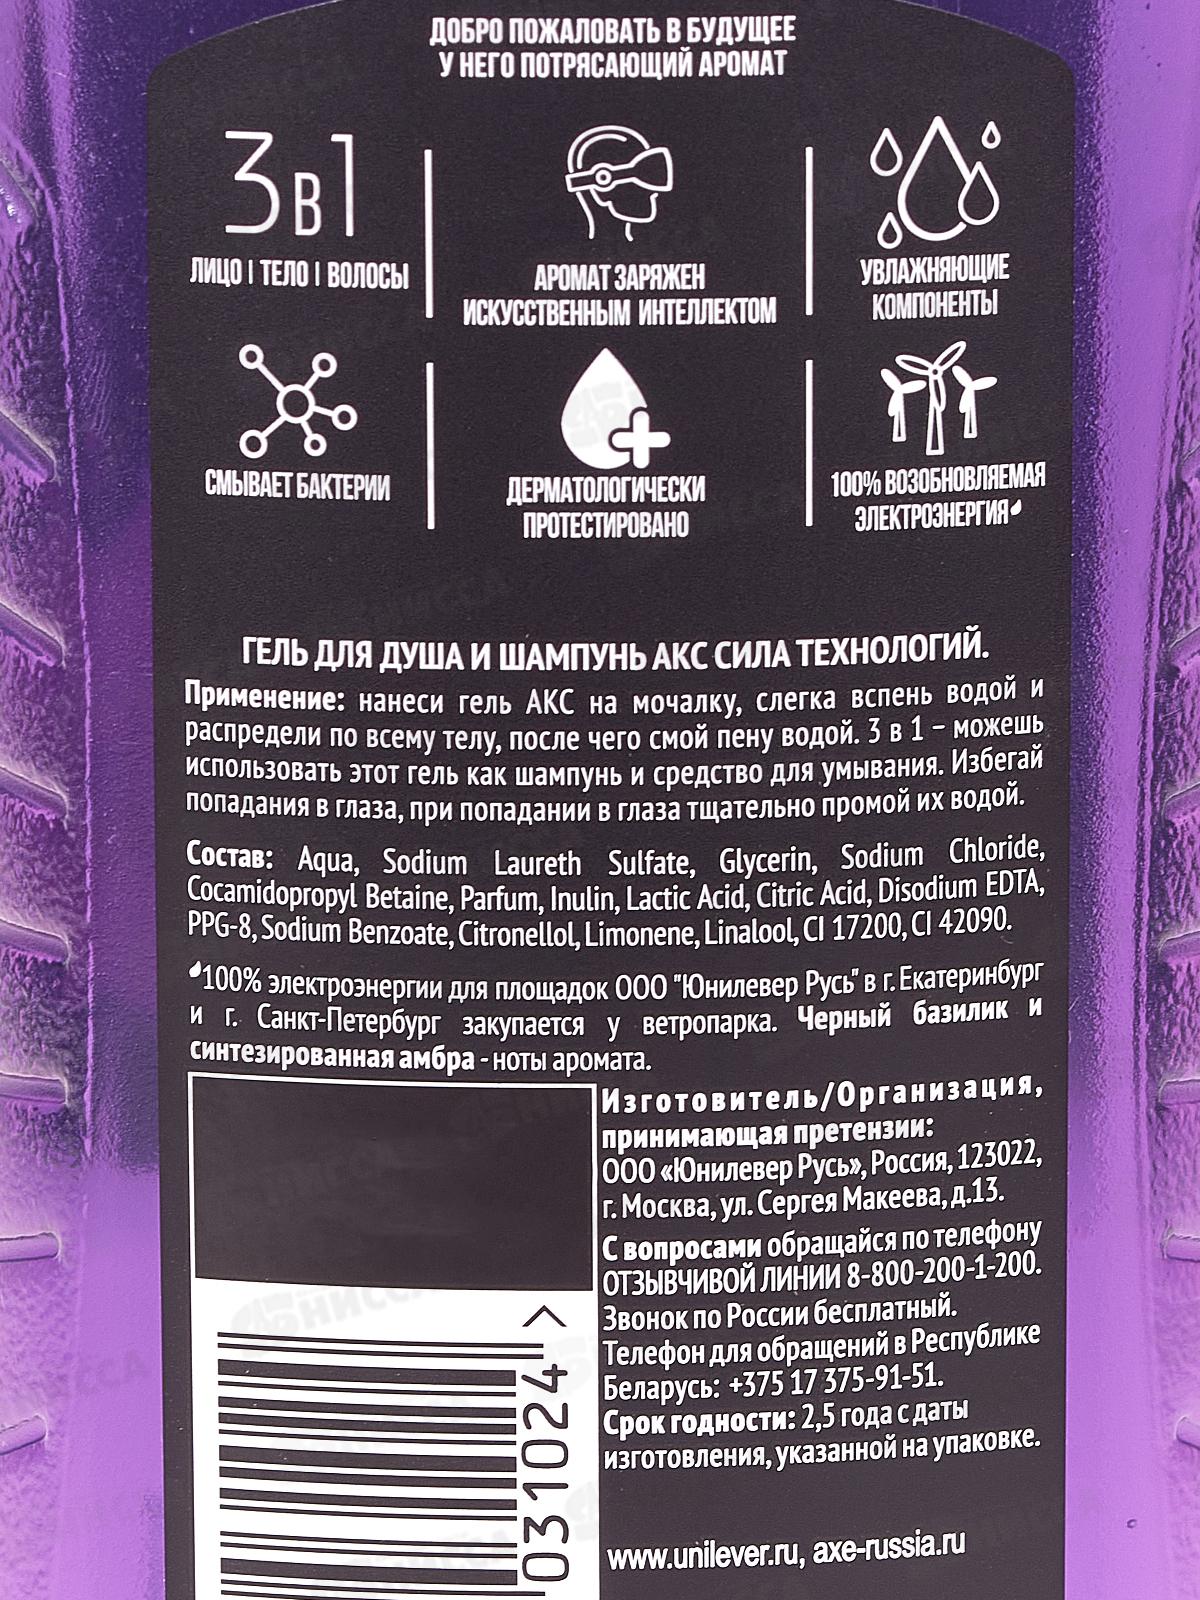 ДОБРО ПОЖАЛОВАТЬ В БУДУЩЕЕ
У НЕГО ПОТРЯСАЮЩИЙ АРОМАТ
3 в 1
ЛИЦО | ТЕЛО | ВОЛОСЫ
АРОМАТ ЗАРЯЖЕН
ИСКУССТВЕННЫМ ИНТЕЛЛЕКТОМ
УВЛАЖНЯЮЩИЕ
КОМПОНЕНТЫ
СМЫВАЕТ БАКТЕРИИ
ДЕРМАТОЛОГИЧЕСКИ
ПРОТЕСТИРОВАНО
100% ВОЗОБНОВЛЯЕМАЯ
ЭЛЕКТРОЭНЕРГИЯ
ГЕЛЬ ДЛЯ ДУША И ШАМПУНЬ АКС СИЛА ТЕХНОЛОГИЙ.
Применение: нанеси гель АКС на мочалку, слегка вспень водой и
распредели по всему телу, после чего смой пену водой. 3 в 1 – можешь
использовать этот гель как шампунь и средство для умывания. Избегай
попадания в глаза, при попадании в глаза тщательно промой их водой.
Состав: Aqua, Sodium Laureth Sulfate, Glycerin, Sodium Chloride,
Cocamidopropyl Betaine, Parfum, Inulin, Lactic Acid, Citric Acid, Disodium EDTA,
PPG-8, Sodium Benzoate, Citronellol, Limonene, Linalool, CI 17200, CI 42090.
100% электроэнергии для площадок ООО "Юнилевер Русь" в г. Екатеринбург
и г. Санкт-Петербург закупается у ветропарка. Черный базилик и
синтезированная амбра - ноты аромата.
Изготовитель/Организация,
принимающая претензии:
ООО «Юнилевер Русь», Россия, 123022,
г. Москва, ул. Сергея Макеева, д.13.
С вопросами обращайся по телефону
ОТЗЫВЧИВОЙ ЛИНИИ 8-800-200-1-200.
Звонок по России бесплатный.
Телефон для обращений в Республике
Беларусь: +375 17 375-91-51.
Срок годности: 2,5 года с даты
изготовления, указанной на упаковке.
www.unilever.ru, axe-russia.ru
031024 >